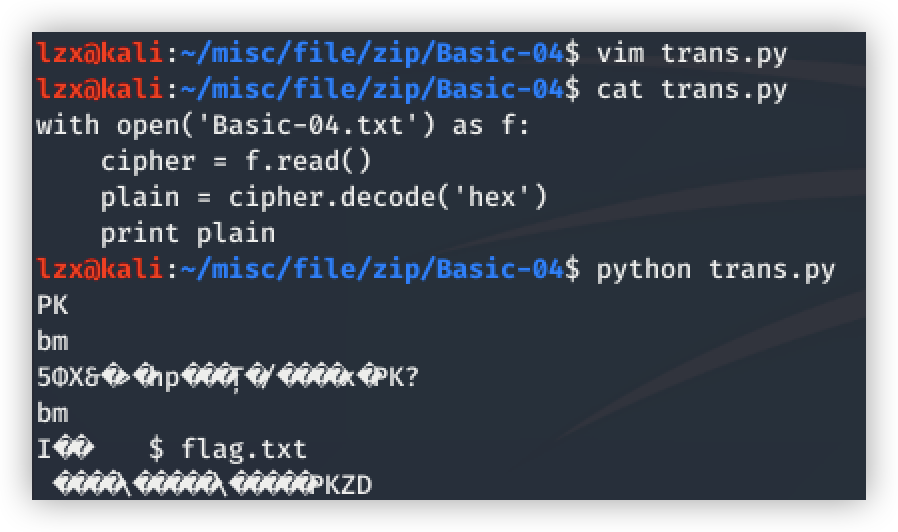 lzx@kali:~/misc/file/zip/Basic-04$ vim trans.py
lzx@kali:~/misc/file/zip/Basic-04$ cat trans.py
with open('Basic-04.txt') as f:
    cipher = f.read()
    plain = cipher.decode('hex')
    print plain
lzx@kali:~/misc/file/zip/Basic-04$ python trans.py
PK
bm
5ΦX&�>�hp���Ț�/����x�PK?
bm
I��    $ flag.txt
 ����\�����\�����PKZD